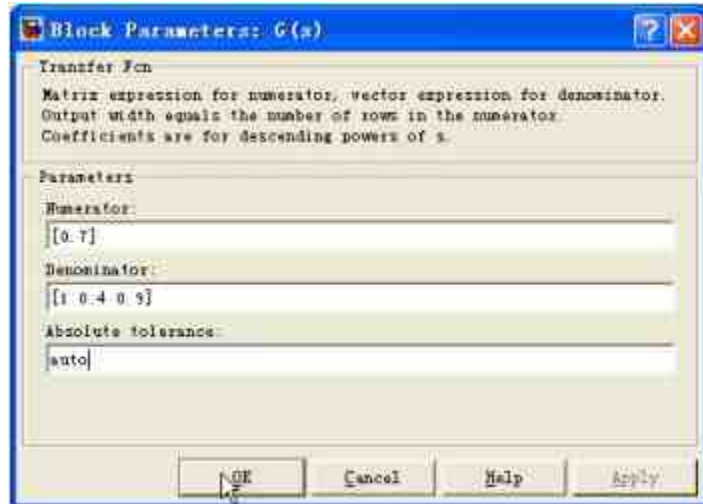 Block Parameters: G(s)
Transfer Fcn
Matrix expression for numerator, vector expression for denominator.
Output width equals the number of rows in the numerator.
Coefficients are for descending powers of s.
Parameters
Numerator:
[0.7]
Denominator:
[1 0.4 0.9]
Absolute tolerance:
auto
OK
Cancel
Help
Apply